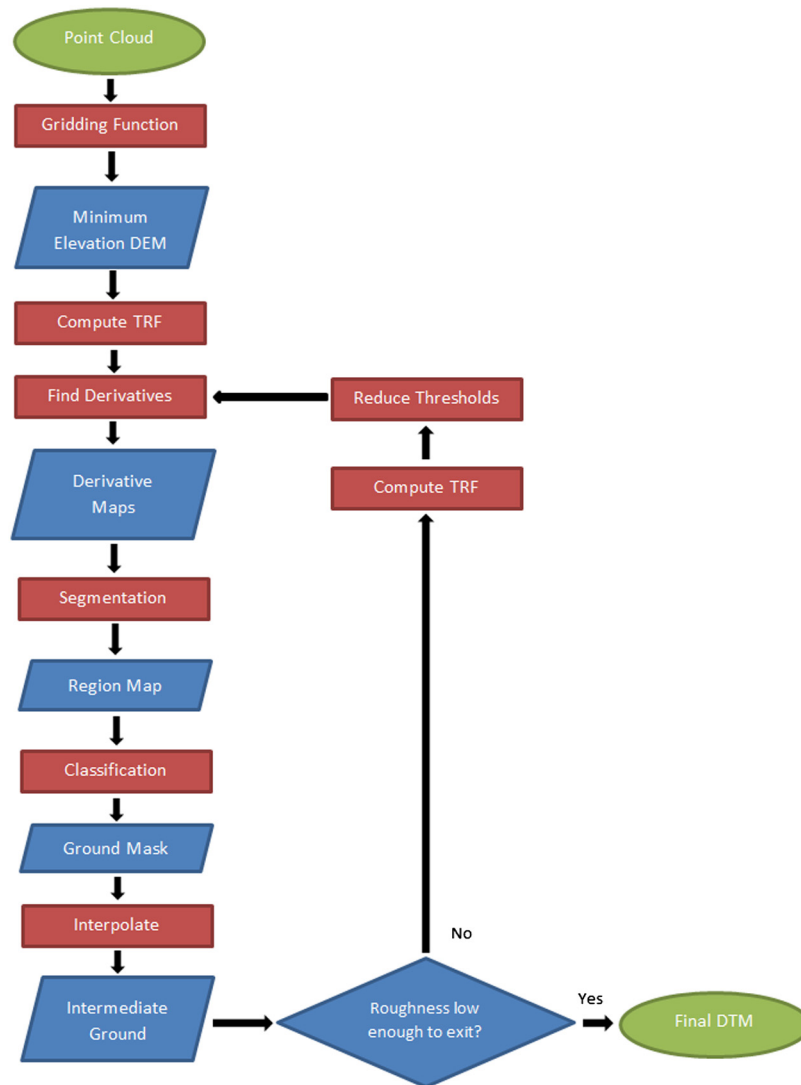 Point Cloud
Gridding Function
Minimum
Elevation DEM
Compute TRF
Find Derivatives
Reduce Thresholds
Derivative
Maps
Compute TRF
Segmentation
Region Map
Classification
Ground Mask
Interpolate
No
Intermediate
Ground
Roughness low
enough to exit?
Yes
Final DTM